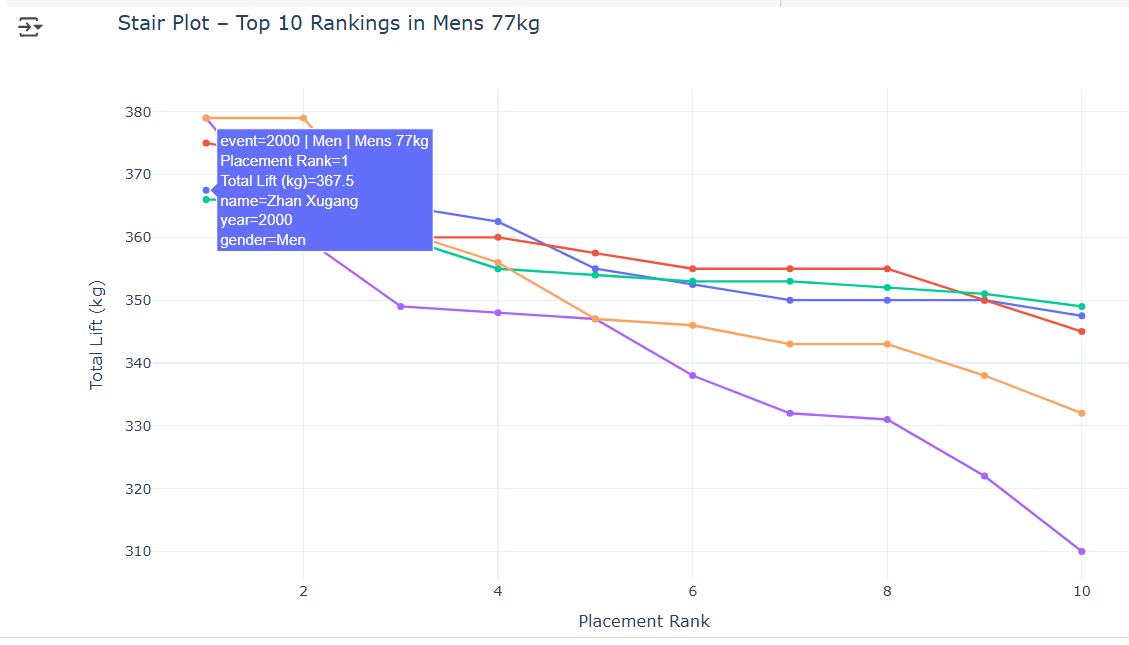 Stair Plot – Top 10 Rankings in Mens 77kg
380
370
360
350
340
330
320
310
Total Lift (kg)
event=2000 | Men | Mens 77kg
Placement Rank=1
Total Lift (kg)=367.5
name=Zhan Xugang
year=2000
gender=Men
2
4
6
8
10
Placement Rank